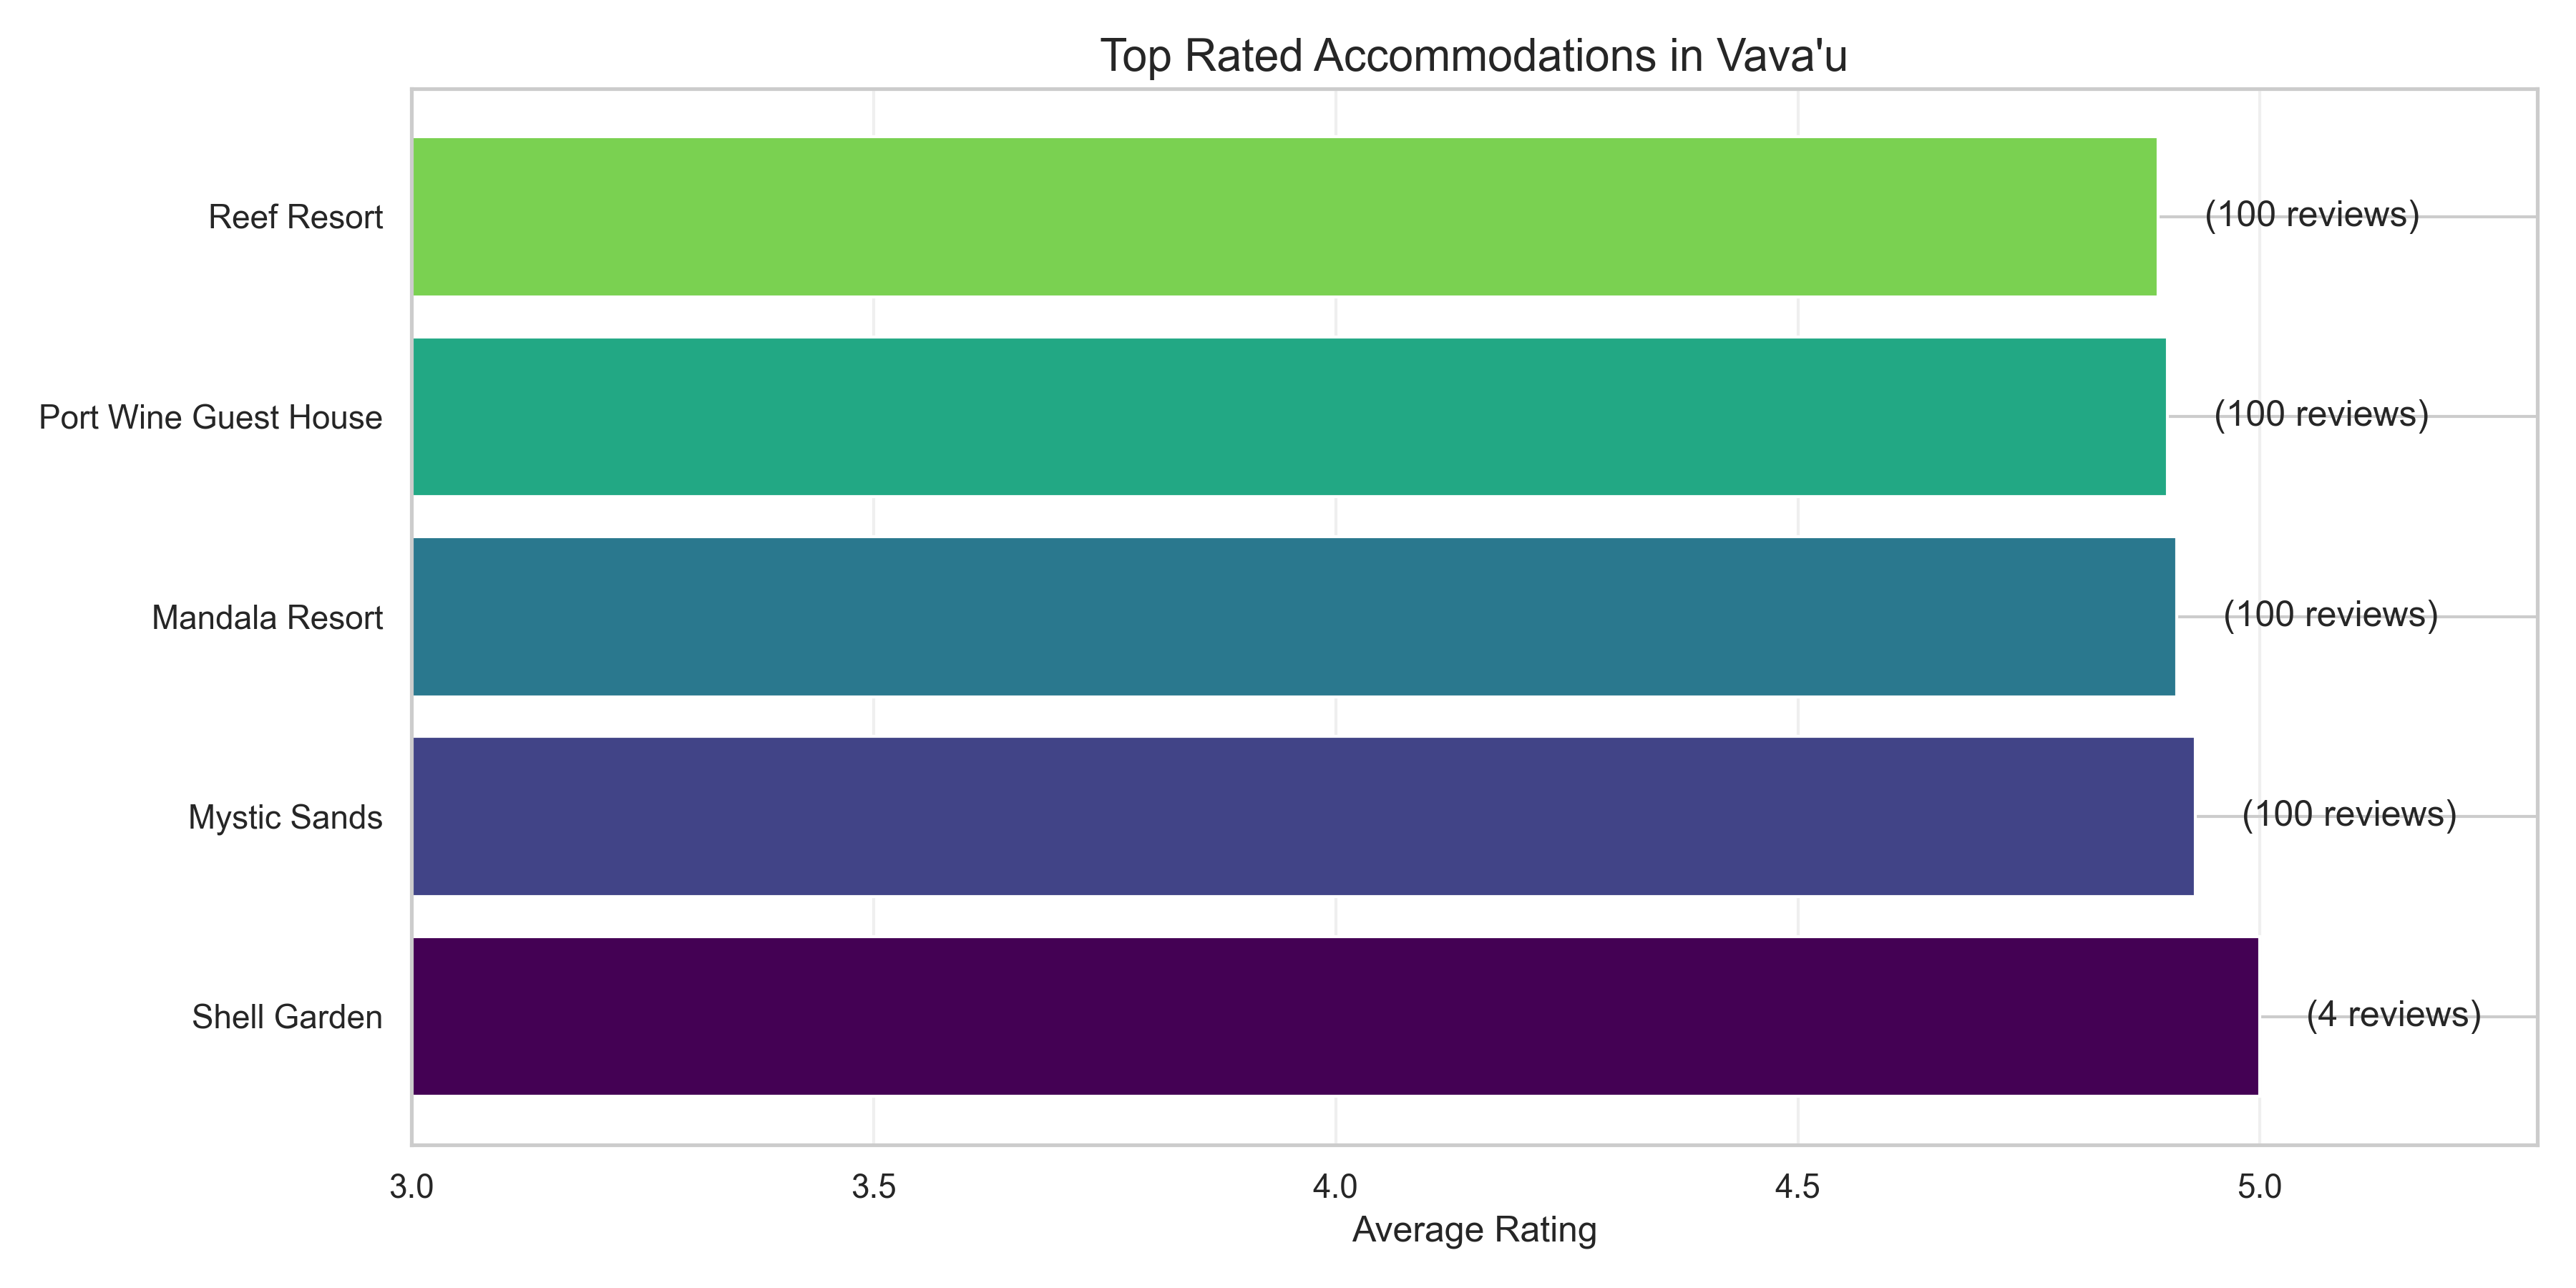 Top Rated Accommodations in Vava'u
Reef Resort
(100 reviews)
Port Wine Guest House
(100 reviews)
Mandala Resort
(100 reviews)
Mystic Sands
(100 reviews)
Shell Garden
(4 reviews)
3.0
3.5
4.0
4.5
5.0
Average Rating